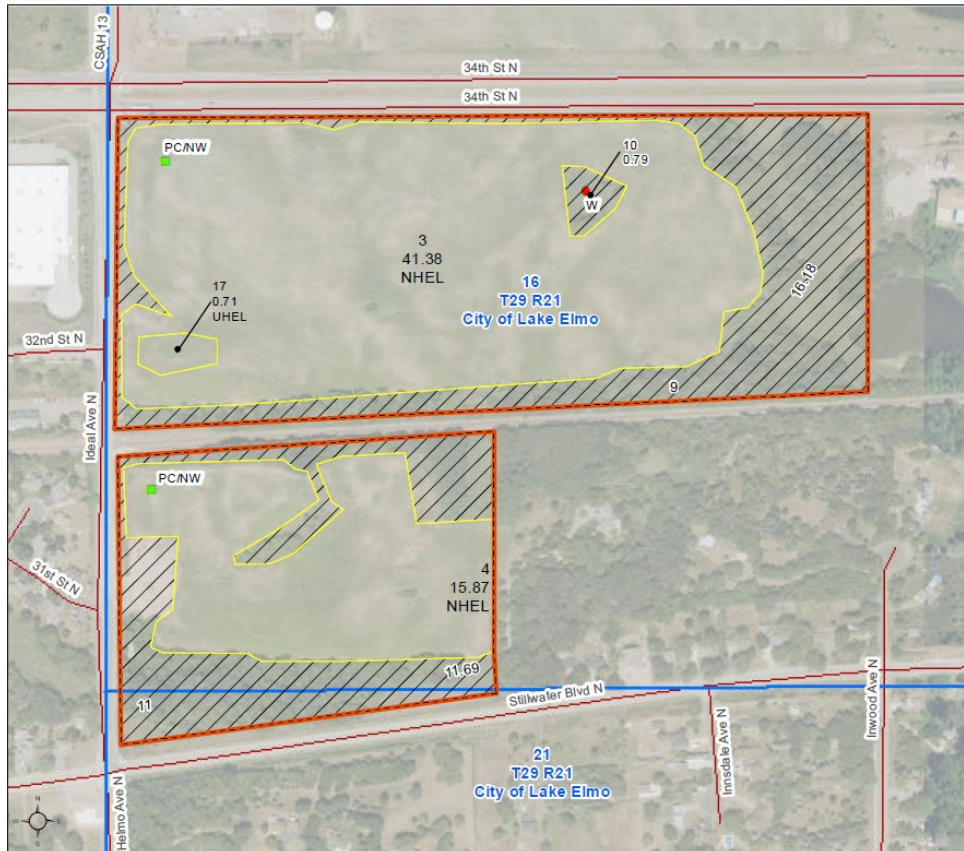 CSAH 13
34th St N
34th St N
PC/NW
10
0.79
W
3
41.38
NHEL
16
T29 R21
City of Lake Elmo
17
0.71
UHEL
16.18
32nd St N
9
Ideal Ave N
PC/NW
31st St N
4
15.87
NHEL
11.69
11
Stillwater Blvd N
Inwood Ave N
Innsdale Ave N
21
T29 R21
City of Lake Elmo
Helmo Ave N
N
W
E
S